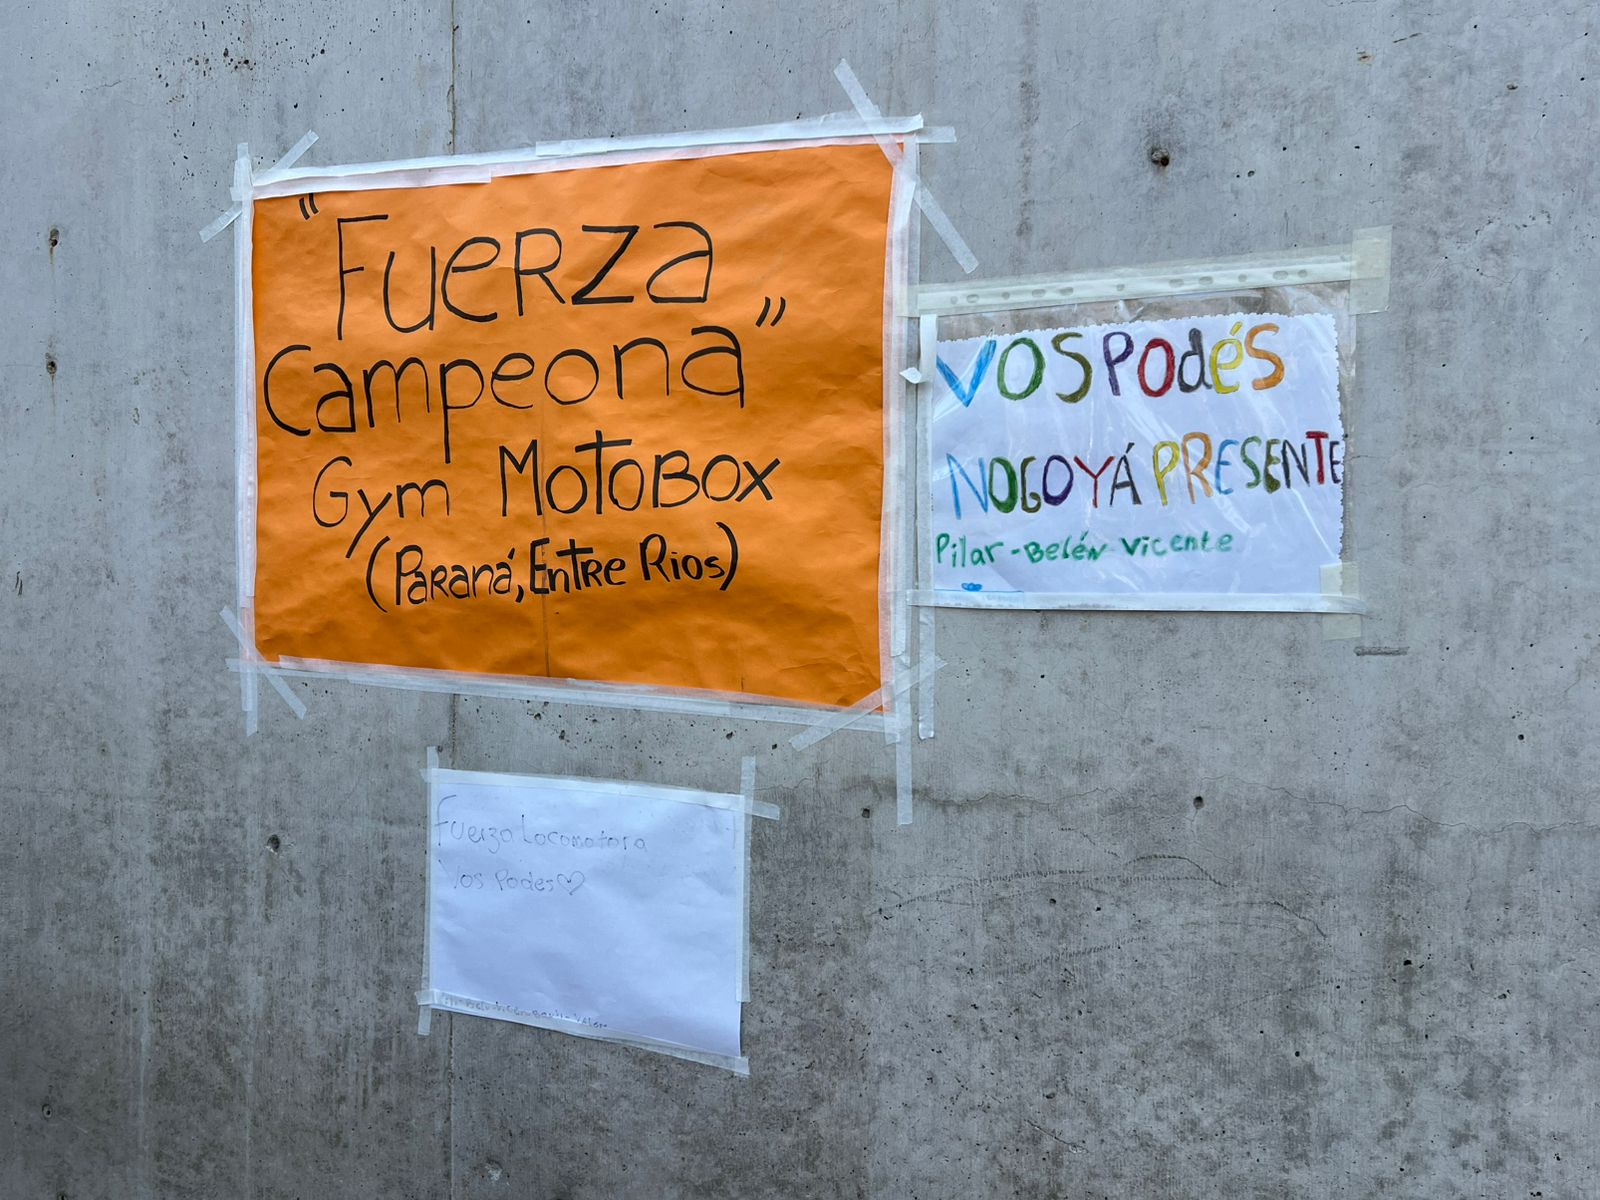 "Fuerza
Campeona"
Gym MotoBox
(Paraná, Entre Rios)
VOS PODéS
NOGOYÁ PRESENTE
Pilar - Belén - Vicente
Fuerza Locomotora
Vos Podes♡